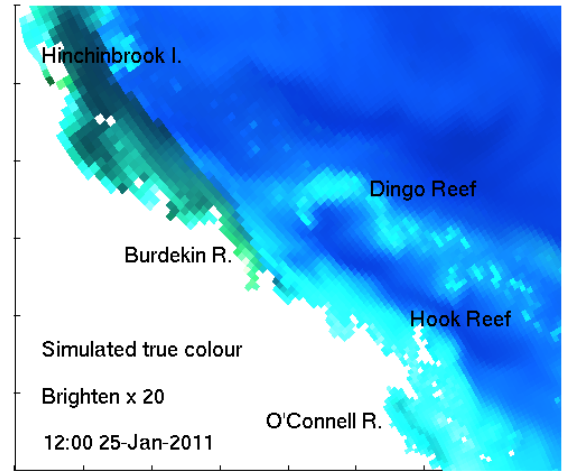 Hinchinbrook I.
Dingo Reef
Burdekin R.
Hook Reef
Simulated true colour
Brighten x 20
O'Connell R.
12:00 25-Jan-2011